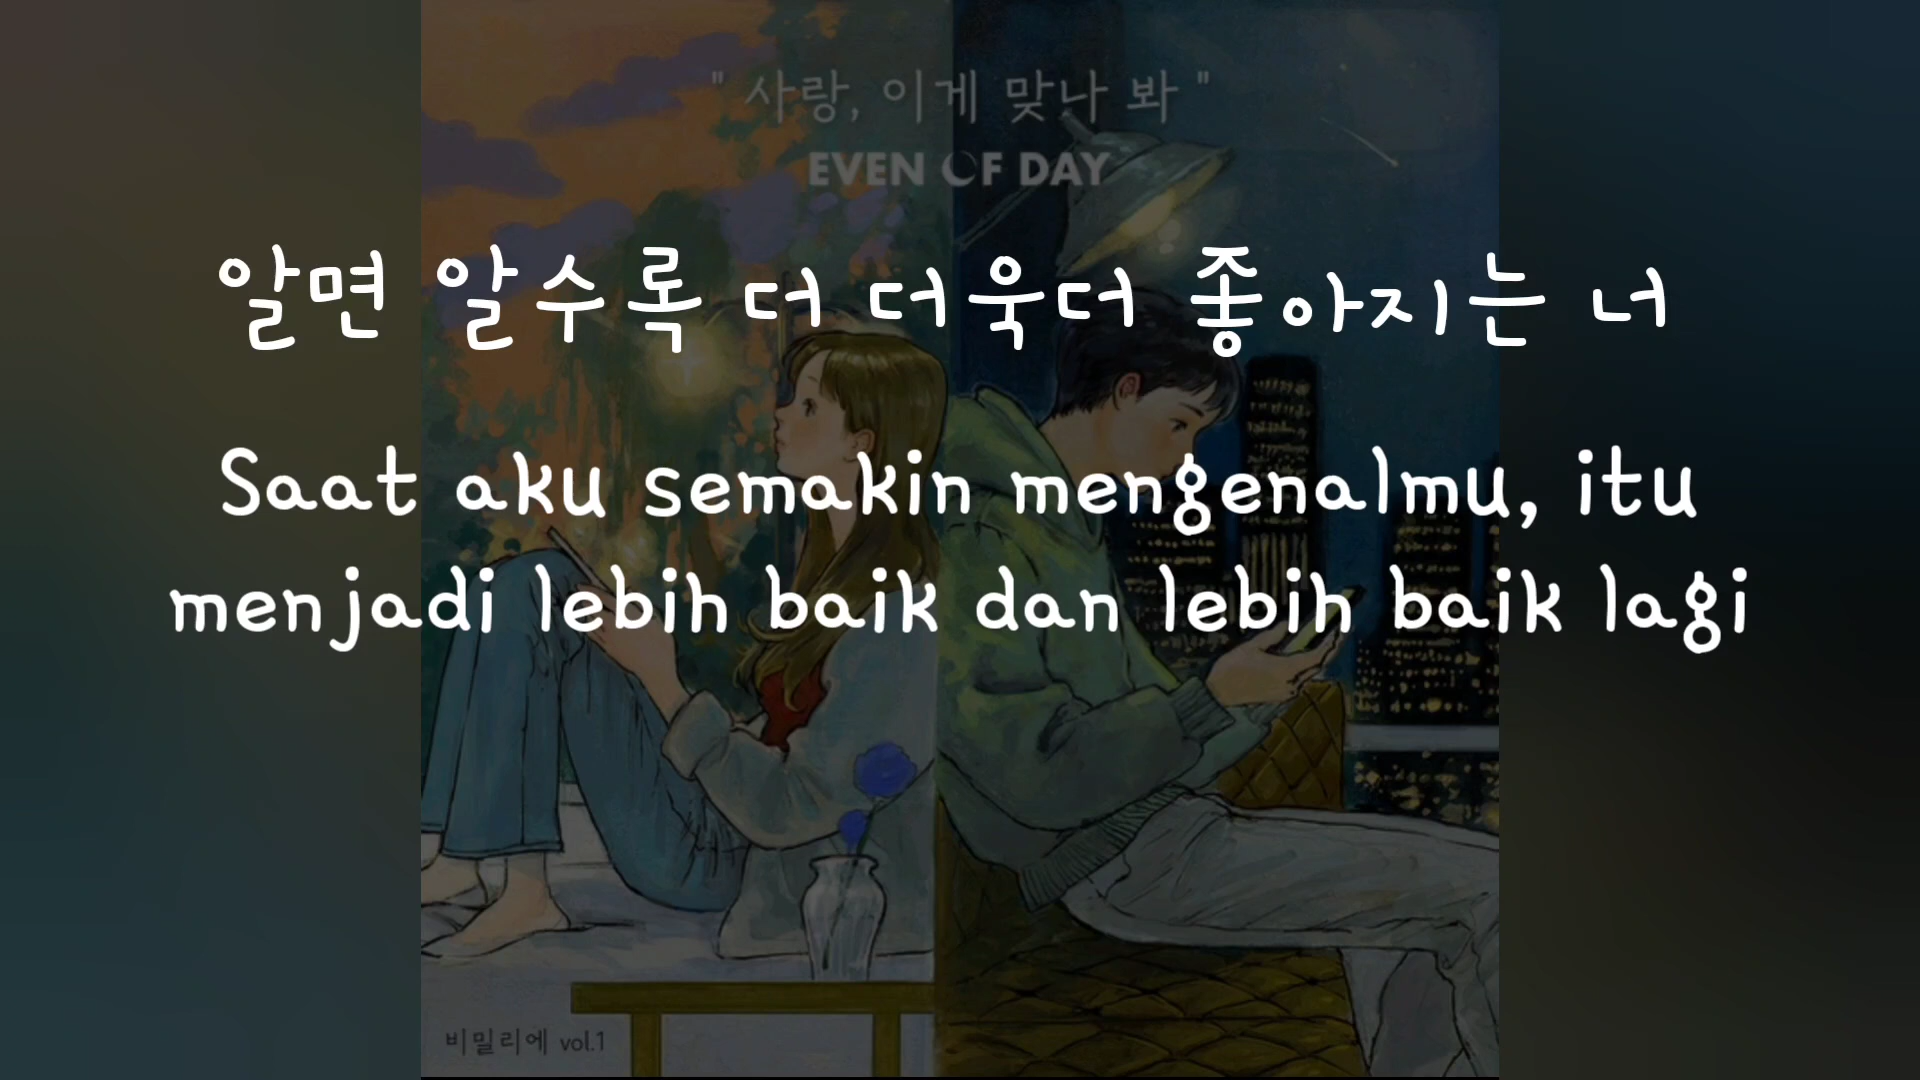 " 사랑, 이게 맞나 봐 "
EVEN OF DAY
알면 알수록 더 더욱더 좋아지는 너
Saat aku semakin mengenalmu, itu
menjadi lebih baik dan lebih baik lagi
비밀리에 vol.1